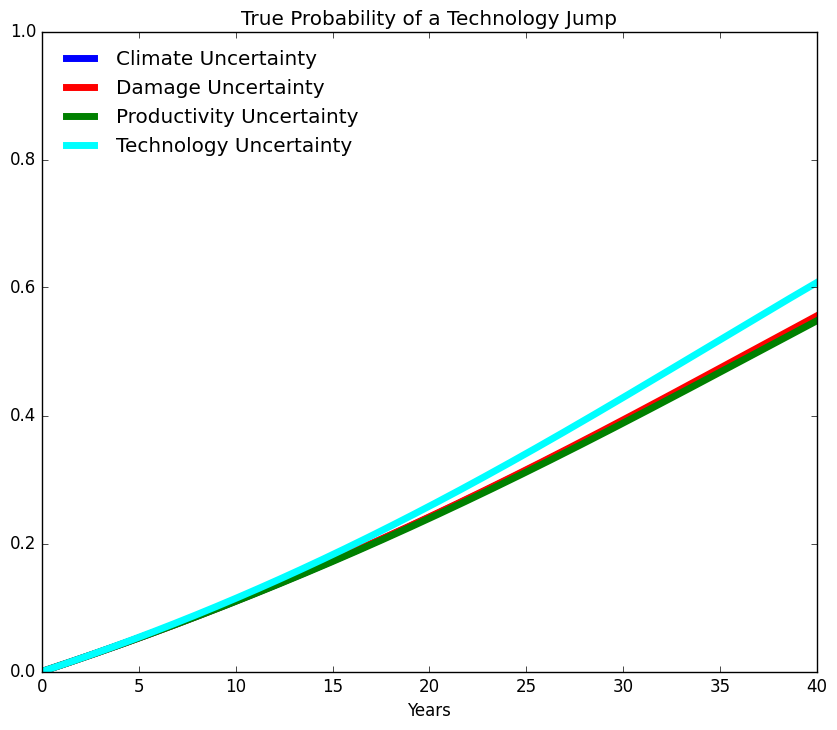 True Probability of a Technology Jump
1.0
Climate Uncertainty
Damage Uncertainty
Productivity Uncertainty
Technology Uncertainty
0.8
0.6
0.4
0.2
0.0
0 5 10 15 20 25 30 35 40
Years